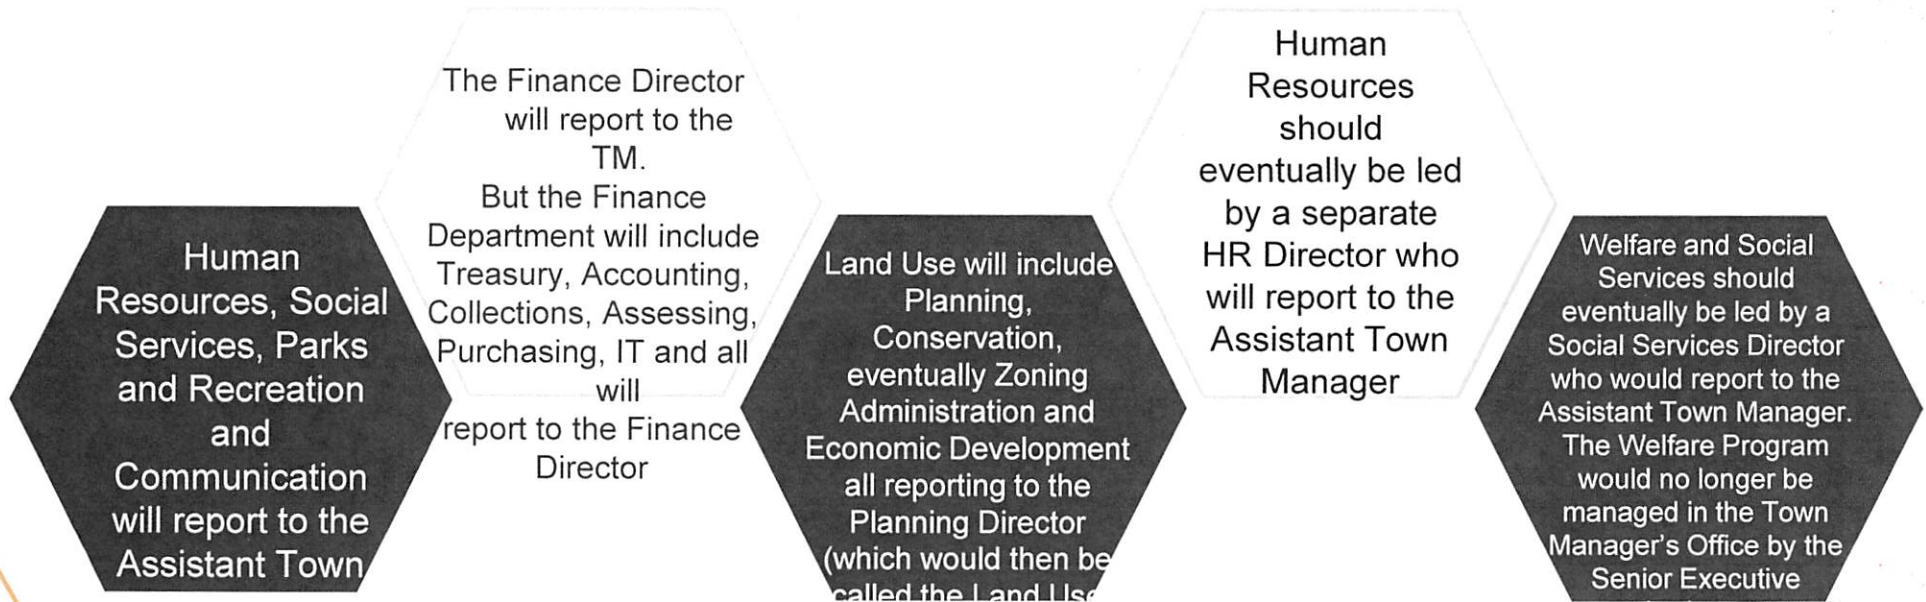 Human
Resources, Social
Services, Parks
and Recreation
and
Communication
will report to the
Assistant Town
The Finance Director
will report to the
TM.
But the Finance
Department will include
Treasury, Accounting,
Collections, Assessing,
Purchasing, IT and all
will
report to the Finance
Director
Land Use will include
Planning,
Conservation,
eventually Zoning
Administration and
Economic Development
all reporting to the
Planning Director
(which would then be
called the Land Use
Human
Resources
should
eventually be led
by a separate
HR Director who
will report to the
Assistant Town
Manager
Welfare and Social
Services should
eventually be led by a
Social Services Director
who would report to the
Assistant Town Manager.
The Welfare Program
would no longer be
managed in the Town
Manager's Office by the
Senior Executive